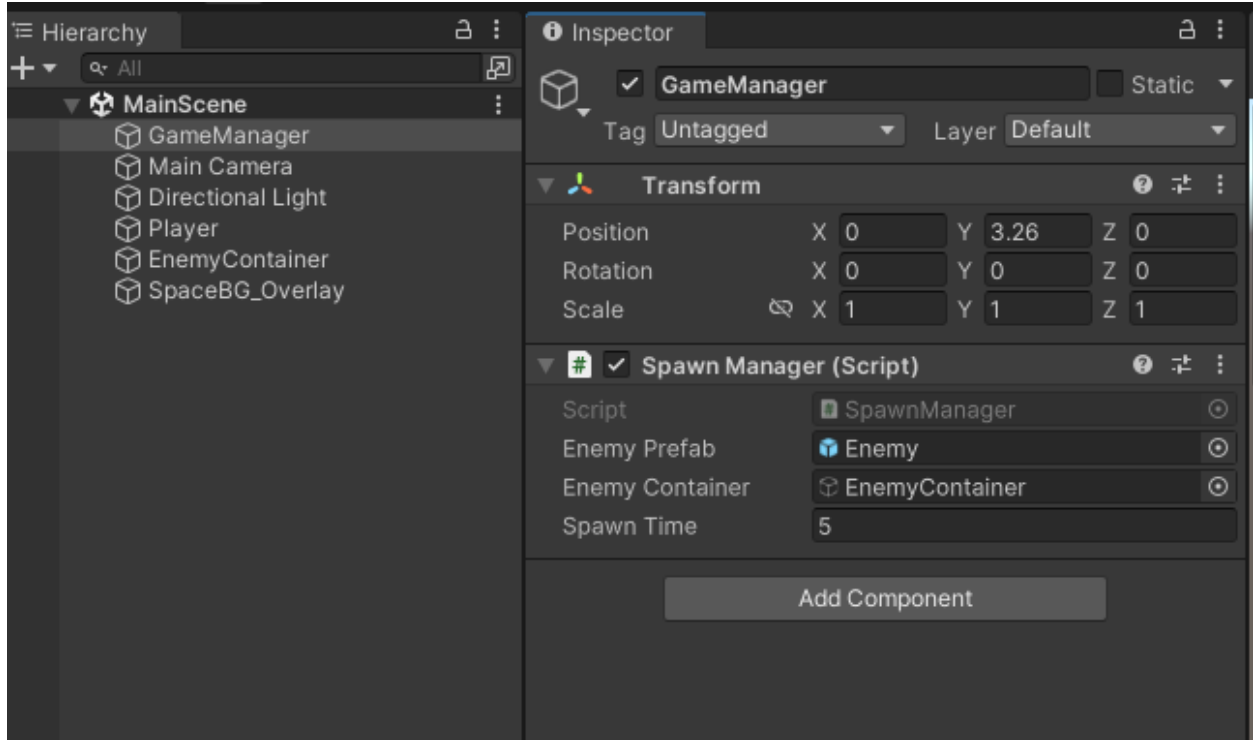 Hierarchy
All
MainScene
GameManager
Main Camera
Directional Light
Player
EnemyContainer
SpaceBG_Overlay
Inspector
GameManager Static
Tag Untagged Layer Default
Transform
Position X 0 Y 3.26 Z 0
Rotation X 0 Y 0 Z 0
Scale X 1 Y 1 Z 1
# Spawn Manager (Script)
Script SpawnManager
Enemy Prefab Enemy
Enemy Container EnemyContainer
Spawn Time 5
Add Component